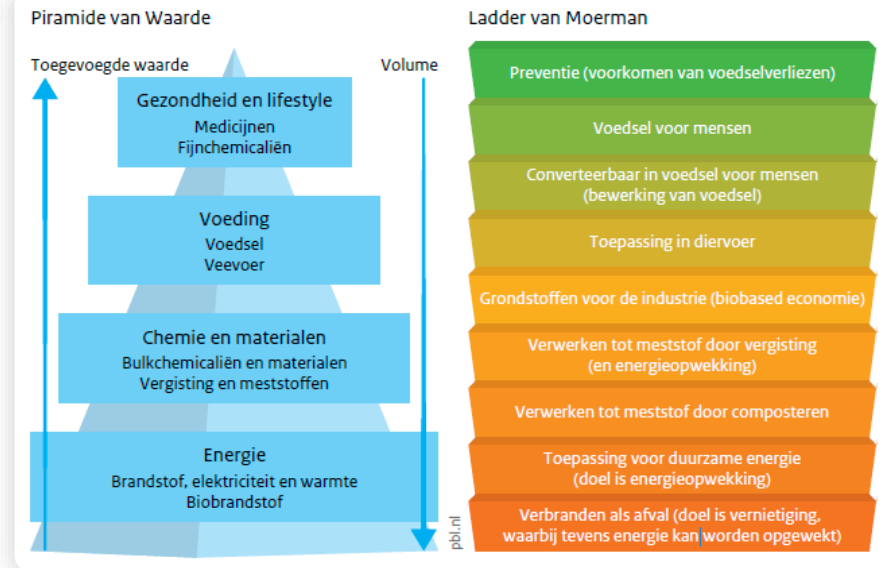 Piramide van Waarde
Toegevoegde waarde
Volume
Gezondheid en lifestyle
Medicijnen
Fijnchemicaliën
Voeding
Voedsel
Veevoer
Chemie en materialen
Bulkchemicaliën en materialen
Vergisting en meststoffen
Energie
Brandstof, elektriciteit en warmte
Biobrandstof
pbl.nl
Ladder van Moerman
Preventie (voorkomen van voedselverliezen)
Voedsel voor mensen
Converteerbaar in voedsel voor mensen
(bewerking van voedsel)
Toepassing in diervoer
Grondstoffen voor de industrie (biobased economie)
Verwerken tot meststof door vergisting
(en energieopwekking)
Verwerken tot meststof door composteren
Toepassing voor duurzame energie
(doel is energieopwekking)
Verbranden als afval (doel is vernietiging,
waarbij tevens energie kan worden opgewekt)